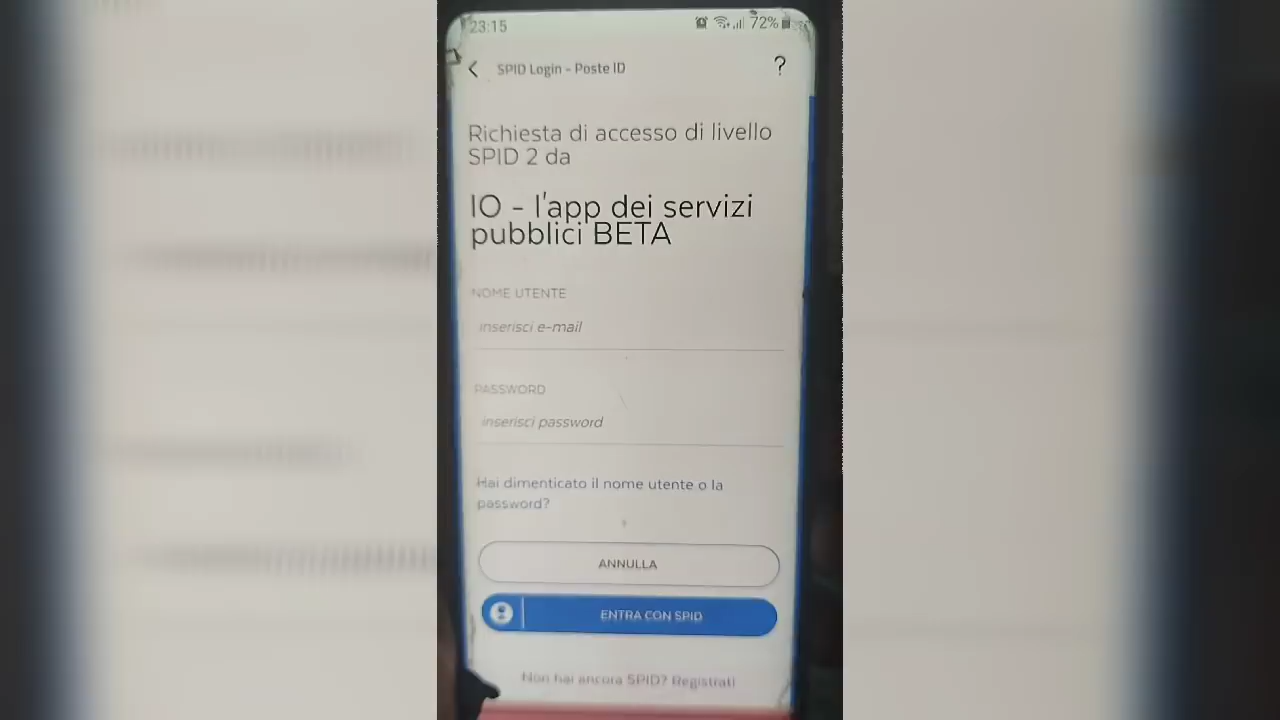 23:15
72%
SPID Login - Poste ID
?
Richiesta di accesso di livello
SPID 2 da
IO - l'app dei servizi
pubblici BETA
NOME UTENTE
inserisci e-mail
PASSWORD
inserisci password
Hai dimenticato il nome utente o la
password?
ANNULLA
ENTRA CON SPID
Non hai ancora SPID? Registrati